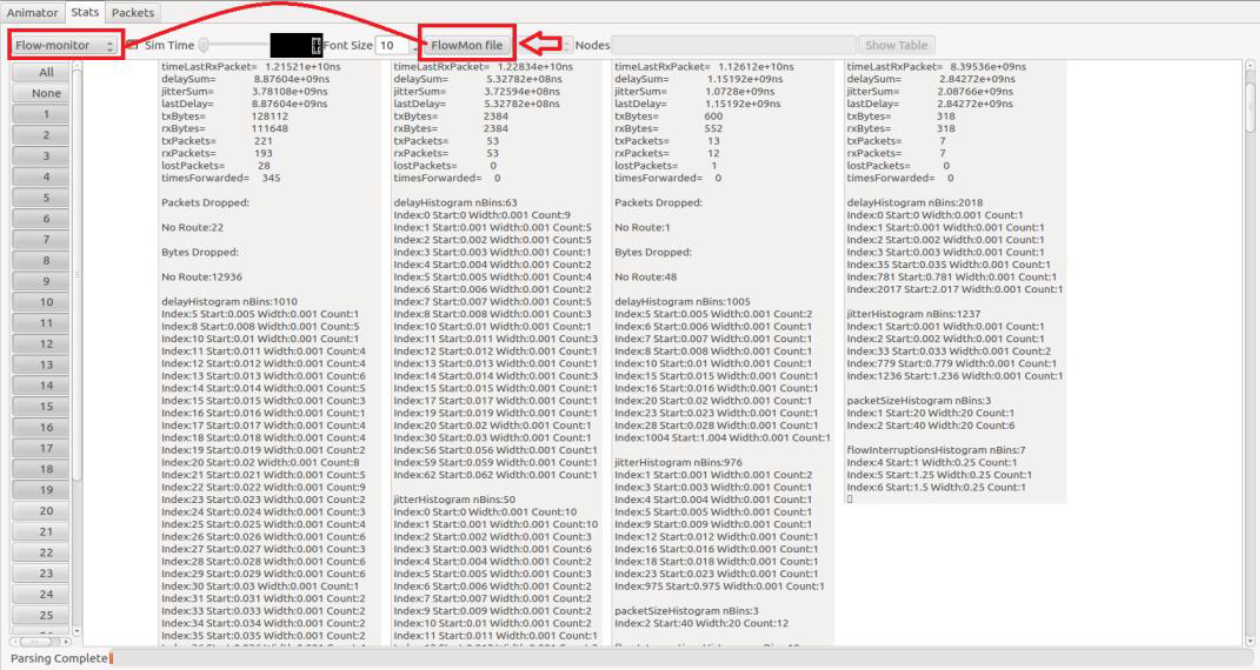 Animator Stats Packets
Flow-monitor Sim Time Font Size 10 FlowMon file Nodes Show Table
All
None
1
2
3
4
5
6
7
8
9
10
11
12
13
14
15
16
17
18
19
20
21
22
23
24
25
timeLastRxPacket= 1.21521e+10ns
delaySum= 8.87604e+09ns
jitterSum= 3.78108e+09ns
lastDelay= 8.87604e+09ns
txBytes= 128112
rxBytes= 111648
txPackets= 221
rxPackets= 193
lostPackets= 28
timesForwarded= 345
Packets Dropped:
No Route:22
Bytes Dropped:
No Route:12936
delayHistogram nBins:1010
Index:5 Start:0.005 Width:0.001 Count:1
Index:8 Start:0.008 Width:0.001 Count:5
Index:10 Start:0.01 Width:0.001 Count:1
Index:11 Start:0.011 Width:0.001 Count:4
Index:12 Start:0.012 Width:0.001 Count:4
Index:13 Start:0.013 Width:0.001 Count:6
Index:14 Start:0.014 Width:0.001 Count:5
Index:15 Start:0.015 Width:0.001 Count:3
Index:16 Start:0.016 Width:0.001 Count:1
Index:17 Start:0.017 Width:0.001 Count:4
Index:18 Start:0.018 Width:0.001 Count:4
Index:19 Start:0.019 Width:0.001 Count:2
Index:20 Start:0.02 Width:0.001 Count:8
Index:21 Start:0.021 Width:0.001 Count:5
Index:22 Start:0.022 Width:0.001 Count:9
Index:23 Start:0.023 Width:0.001 Count:2
Index:24 Start:0.024 Width:0.001 Count:3
Index:25 Start:0.025 Width:0.001 Count:4
Index:26 Start:0.026 Width:0.001 Count:6
Index:27 Start:0.027 Width:0.001 Count:3
Index:28 Start:0.028 Width:0.001 Count:6
Index:29 Start:0.029 Width:0.001 Count:6
Index:30 Start:0.03 Width:0.001 Count:1
Index:31 Start:0.031 Width:0.001 Count:2
Index:33 Start:0.033 Width:0.001 Count:2
Index:34 Start:0.034 Width:0.001 Count:2
Index:35 Start:0.035 Width:0.001 Count:2
timeLastRxPacket= 1.22834e+10ns
delaySum= 5.32782e+08ns
jitterSum= 3.72594e+08ns
lastDelay= 5.32782e+08ns
txBytes= 2384
rxBytes= 2384
txPackets= 53
rxPackets= 53
lostPackets= 0
timesForwarded= 0
delayHistogram nBins:63
Index:0 Start:0 Width:0.001 Count:9
Index:1 Start:0.001 Width:0.001 Count:5
Index:2 Start:0.002 Width:0.001 Count:5
Index:3 Start:0.003 Width:0.001 Count:1
Index:4 Start:0.004 Width:0.001 Count:2
Index:5 Start:0.005 Width:0.001 Count:4
Index:6 Start:0.006 Width:0.001 Count:2
Index:7 Start:0.007 Width:0.001 Count:5
Index:8 Start:0.008 Width:0.001 Count:3
Index:10 Start:0.01 Width:0.001 Count:1
Index:11 Start:0.011 Width:0.001 Count:3
Index:12 Start:0.012 Width:0.001 Count:1
Index:13 Start:0.013 Width:0.001 Count:1
Index:14 Start:0.014 Width:0.001 Count:3
Index:15 Start:0.015 Width:0.001 Count:1
Index:17 Start:0.017 Width:0.001 Count:1
Index:19 Start:0.019 Width:0.001 Count:1
Index:20 Start:0.02 Width:0.001 Count:1
Index:30 Start:0.03 Width:0.001 Count:1
Index:56 Start:0.056 Width:0.001 Count:1
Index:59 Start:0.059 Width:0.001 Count:1
Index:62 Start:0.062 Width:0.001 Count:1
jitterHistogram nBins:50
Index:0 Start:0 Width:0.001 Count:10
Index:1 Start:0.001 Width:0.001 Count:10
Index:2 Start:0.002 Width:0.001 Count:3
Index:3 Start:0.003 Width:0.001 Count:6
Index:4 Start:0.004 Width:0.001 Count:2
Index:5 Start:0.005 Width:0.001 Count:3
Index:6 Start:0.006 Width:0.001 Count:2
Index:7 Start:0.007 Width:0.001 Count:2
Index:9 Start:0.009 Width:0.001 Count:2
Index:10 Start:0.01 Width:0.001 Count:2
Index:11 Start:0.011 Width:0.001 Count:1
timeLastRxPacket= 1.12612e+10ns
delaySum= 1.15192e+09ns
jitterSum= 1.0728e+09ns
lastDelay= 1.15192e+09ns
txBytes= 600
rxBytes= 552
txPackets= 13
rxPackets= 12
lostPackets= 1
timesForwarded= 0
Packets Dropped:
No Route:1
Bytes Dropped:
No Route:48
delayHistogram nBins:1005
Index:5 Start:0.005 Width:0.001 Count:2
Index:6 Start:0.006 Width:0.001 Count:1
Index:7 Start:0.007 Width:0.001 Count:1
Index:8 Start:0.008 Width:0.001 Count:1
Index:10 Start:0.01 Width:0.001 Count:1
Index:15 Start:0.015 Width:0.001 Count:1
Index:16 Start:0.016 Width:0.001 Count:1
Index:20 Start:0.02 Width:0.001 Count:1
Index:23 Start:0.023 Width:0.001 Count:1
Index:28 Start:0.028 Width:0.001 Count:1
Index:1004 Start:1.004 Width:0.001 Count:1
jitterHistogram nBins:976
Index:1 Start:0.001 Width:0.001 Count:2
Index:3 Start:0.003 Width:0.001 Count:1
Index:4 Start:0.004 Width:0.001 Count:1
Index:5 Start:0.005 Width:0.001 Count:1
Index:9 Start:0.009 Width:0.001 Count:1
Index:12 Start:0.012 Width:0.001 Count:1
Index:16 Start:0.016 Width:0.001 Count:1
Index:18 Start:0.018 Width:0.001 Count:1
Index:23 Start:0.023 Width:0.001 Count:1
Index:975 Start:0.975 Width:0.001 Count:1
packetSizeHistogram nBins:3
Index:2 Start:40 Width:20 Count:12
timeLastRxPacket= 8.39536e+09ns
delaySum= 2.84272e+09ns
jitterSum= 2.08766e+09ns
lastDelay= 2.84272e+09ns
txBytes= 318
rxBytes= 318
txPackets= 7
rxPackets= 7
lostPackets= 0
timesForwarded= 0
delayHistogram nBins:2018
Index:0 Start:0 Width:0.001 Count:1
Index:1 Start:0.001 Width:0.001 Count:1
Index:2 Start:0.002 Width:0.001 Count:1
Index:3 Start:0.003 Width:0.001 Count:1
Index:35 Start:0.035 Width:0.001 Count:1
Index:781 Start:0.781 Width:0.001 Count:1
Index:2017 Start:2.017 Width:0.001 Count:1
jitterHistogram nBins:1237
Index:1 Start:0.001 Width:0.001 Count:1
Index:2 Start:0.002 Width:0.001 Count:1
Index:33 Start:0.033 Width:0.001 Count:2
Index:779 Start:0.779 Width:0.001 Count:1
Index:1236 Start:1.236 Width:0.001 Count:1
packetSizeHistogram nBins:3
Index:1 Start:20 Width:20 Count:1
Index:2 Start:40 Width:20 Count:6
flowInterruptionsHistogram nBins:7
Index:4 Start:1 Width:0.25 Count:1
Index:5 Start:1.25 Width:0.25 Count:1
Index:6 Start:1.5 Width:0.25 Count:1
Parsing Complete